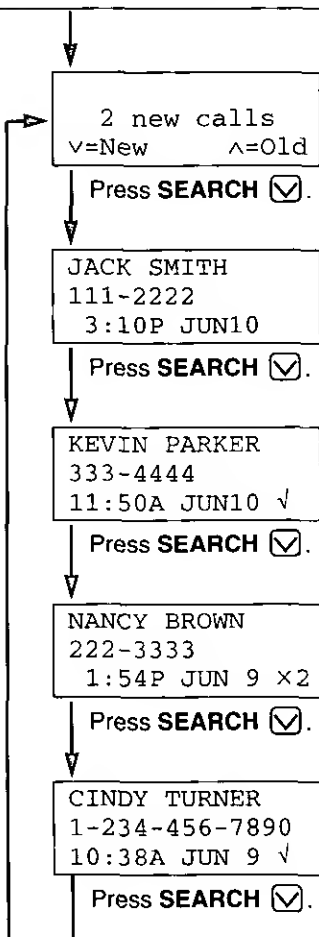 2 new calls
∨=New ∧=Old
Press SEARCH ∨.
JACK SMITH
111-2222
3:10P JUN10
Press SEARCH ∨.
KEVIN PARKER
333-4444
11:50A JUN10 √
Press SEARCH ∨.
NANCY BROWN
222-3333
1:54P JUN 9 ×2
Press SEARCH ∨.
CINDY TURNER
1-234-456-7890
10:38A JUN 9 √
Press SEARCH ∨.